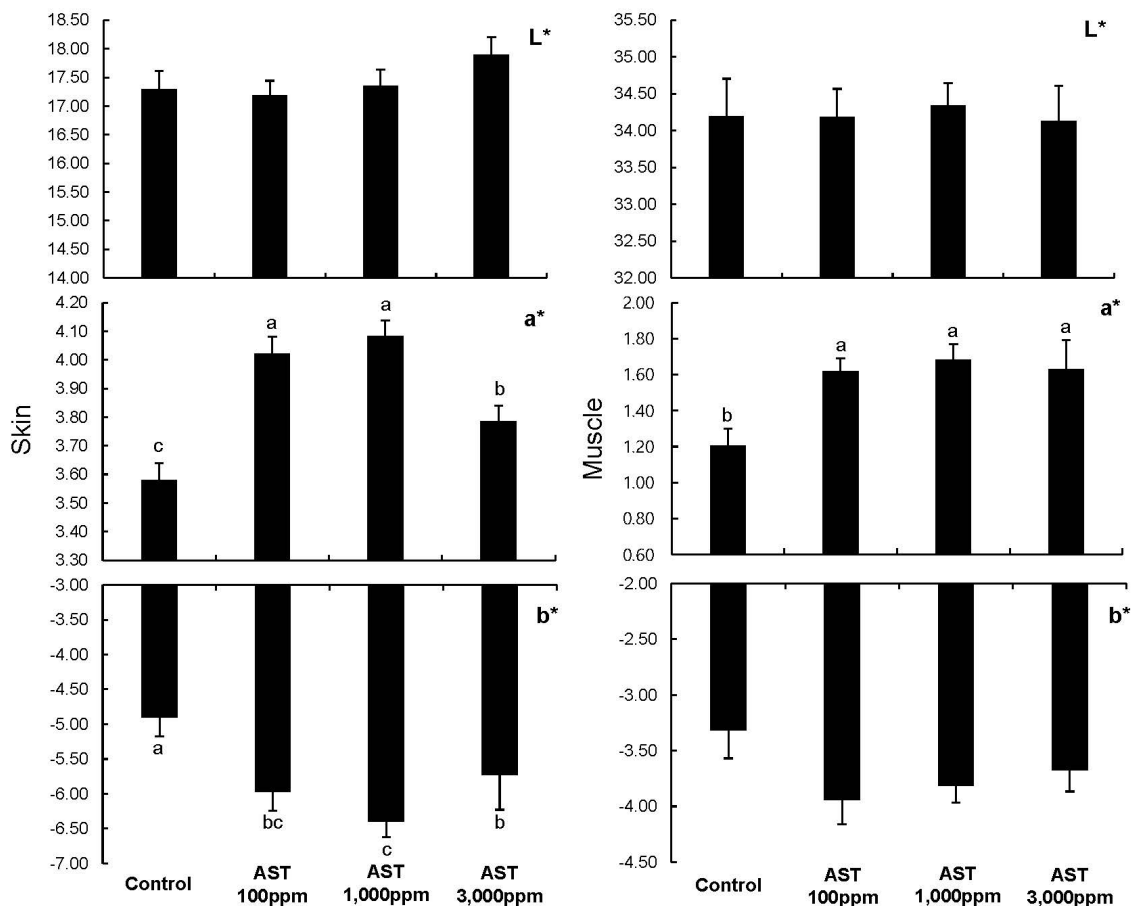 18.50
18.00
17.50
17.00
16.50
16.00
15.50
15.00
14.50
14.00
L*
35.50
35.00
34.50
34.00
33.50
33.00
32.50
32.00
L*
Skin
4.20
4.10
4.00
3.90
3.80
3.70
3.60
3.50
3.40
3.30
c
a
a
b
a*
Muscle
2.00
1.80
1.60
1.40
1.20
1.00
0.80
0.60
b
a
a
a
a*
-3.00
-3.50
-4.00
-4.50
-5.00
-5.50
-6.00
-6.50
-7.00
a
bc
c
b
b*
Control
AST
100ppm
AST
1,000ppm
AST
3,000ppm
-2.00
-2.50
-3.00
-3.50
-4.00
-4.50
b*
Control
AST
100ppm
AST
1,000ppm
AST
3,000ppm